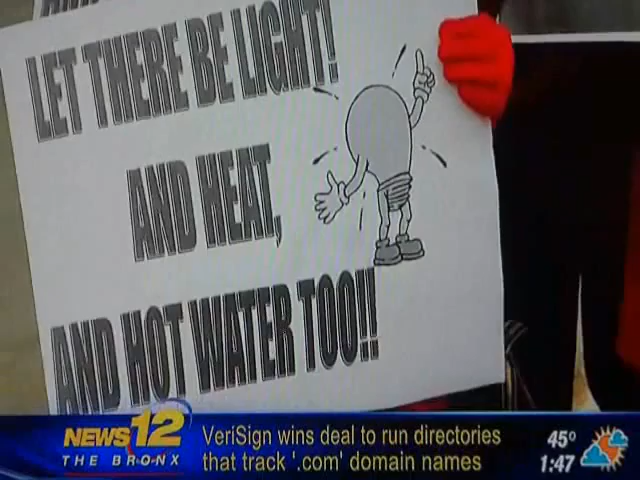 LET THERE BE LIGHT!
AND HEAT,
AND HOT WATER TOO!!
NEWS 12
THE BRONX
VeriSign wins deal to run directories
that track '.com' domain names
45°
1:47